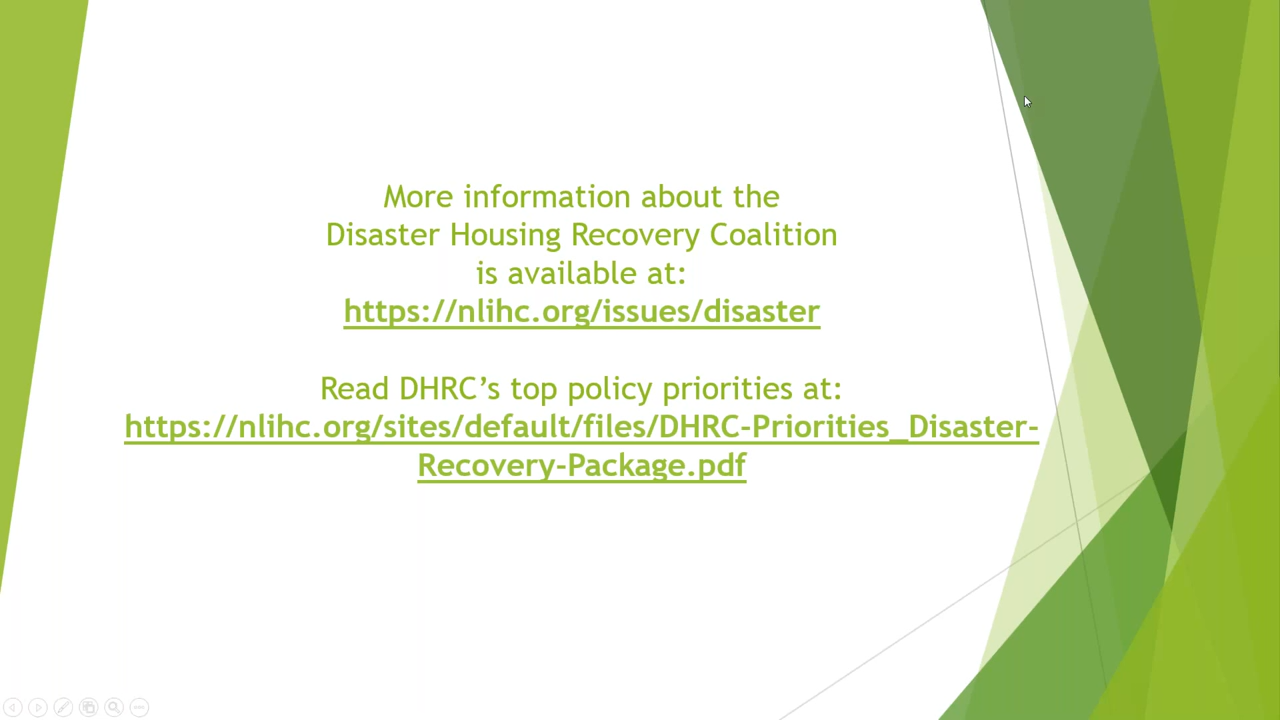 More information about the
Disaster Housing Recovery Coalition
is available at:
https://nlihc.org/issues/disaster
Read DHRC’s top policy priorities at:
https://nlihc.org/sites/default/files/DHRC-Priorities_Disaster-
Recovery-Package.pdf